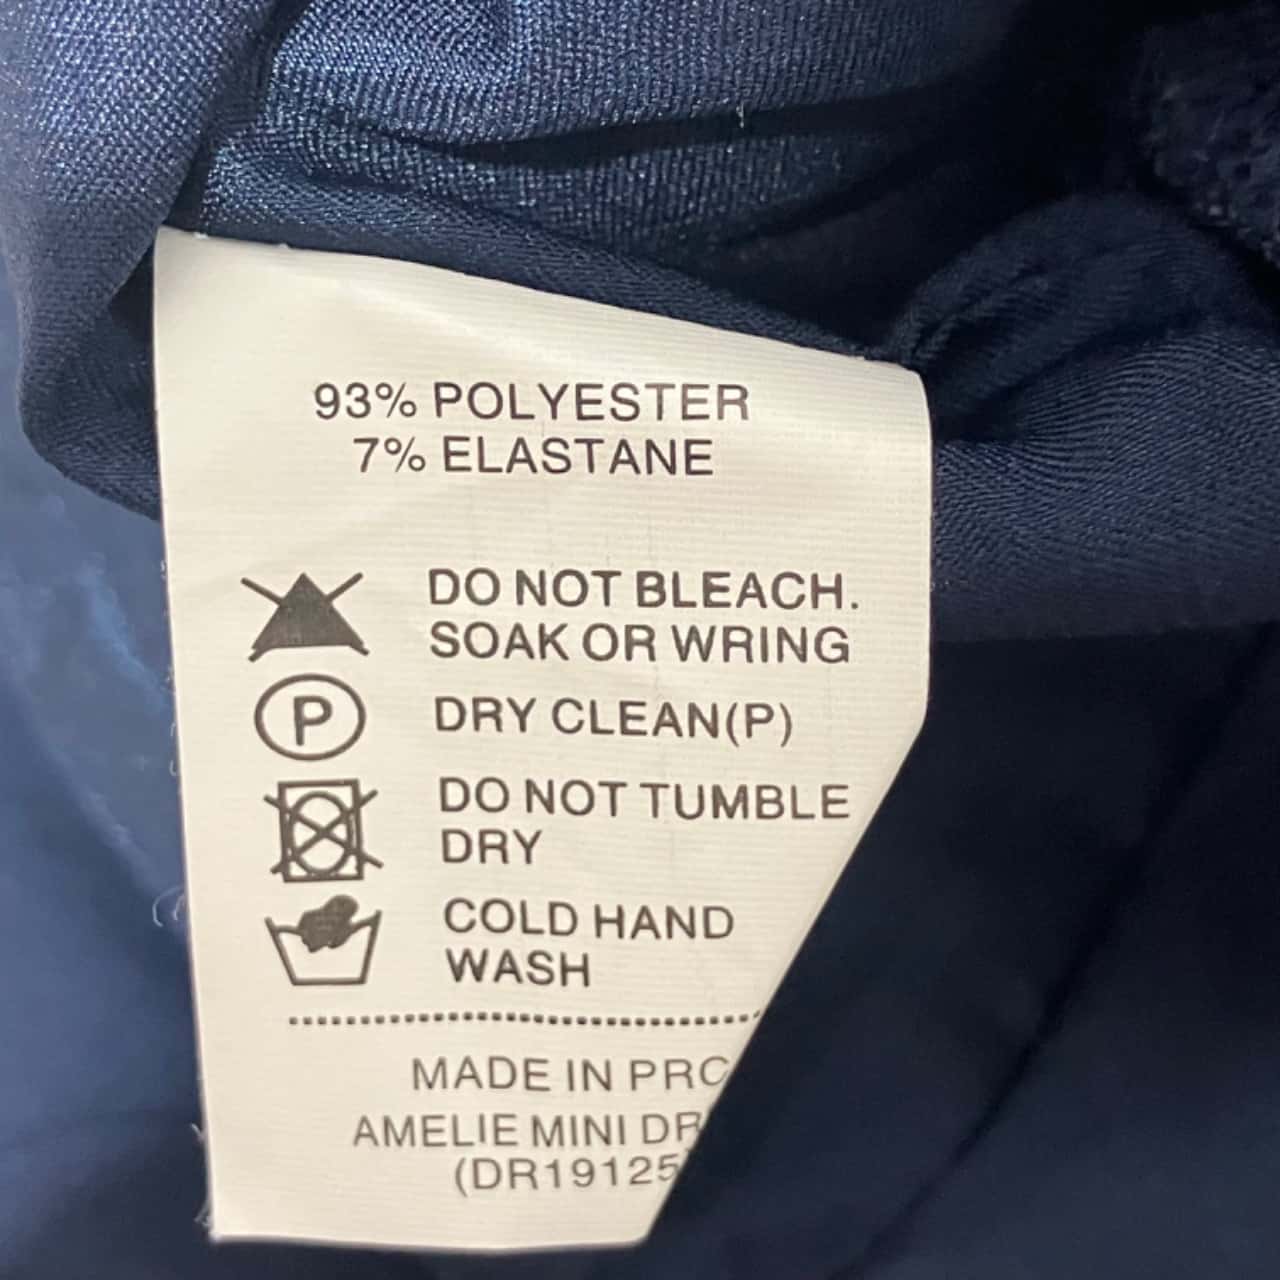 93% POLYESTER
7% ELASTANE
DO NOT BLEACH.
SOAK OR WRING
P
DRY CLEAN(P)
DO NOT TUMBLE
DRY
COLD HAND
WASH
MADE IN PRC
AMELIE MINI DR
(DR19125